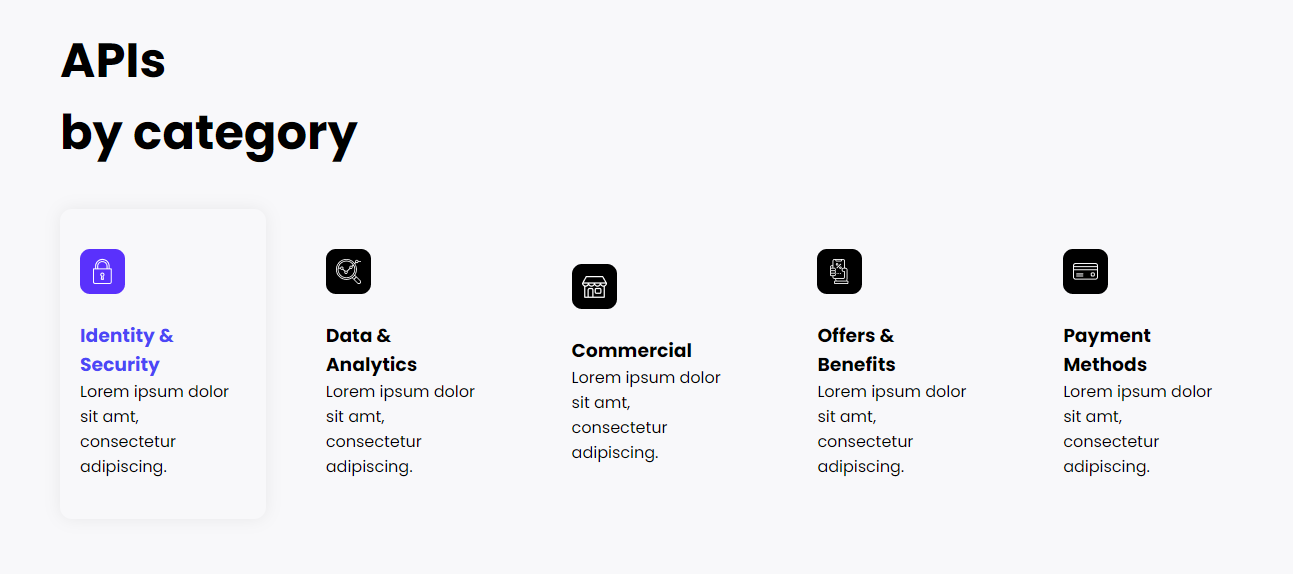 APIs
by category
Identity &
Security
Lorem ipsum dolor
sit amt,
consectetur
adipiscing.
Data &
Analytics
Lorem ipsum dolor
sit amt,
consectetur
adipiscing.
Commercial
Lorem ipsum dolor
sit amt,
consectetur
adipiscing.
Offers &
Benefits
Lorem ipsum dolor
sit amt,
consectetur
adipiscing.
Payment
Methods
Lorem ipsum dolor
sit amt,
consectetur
adipiscing.